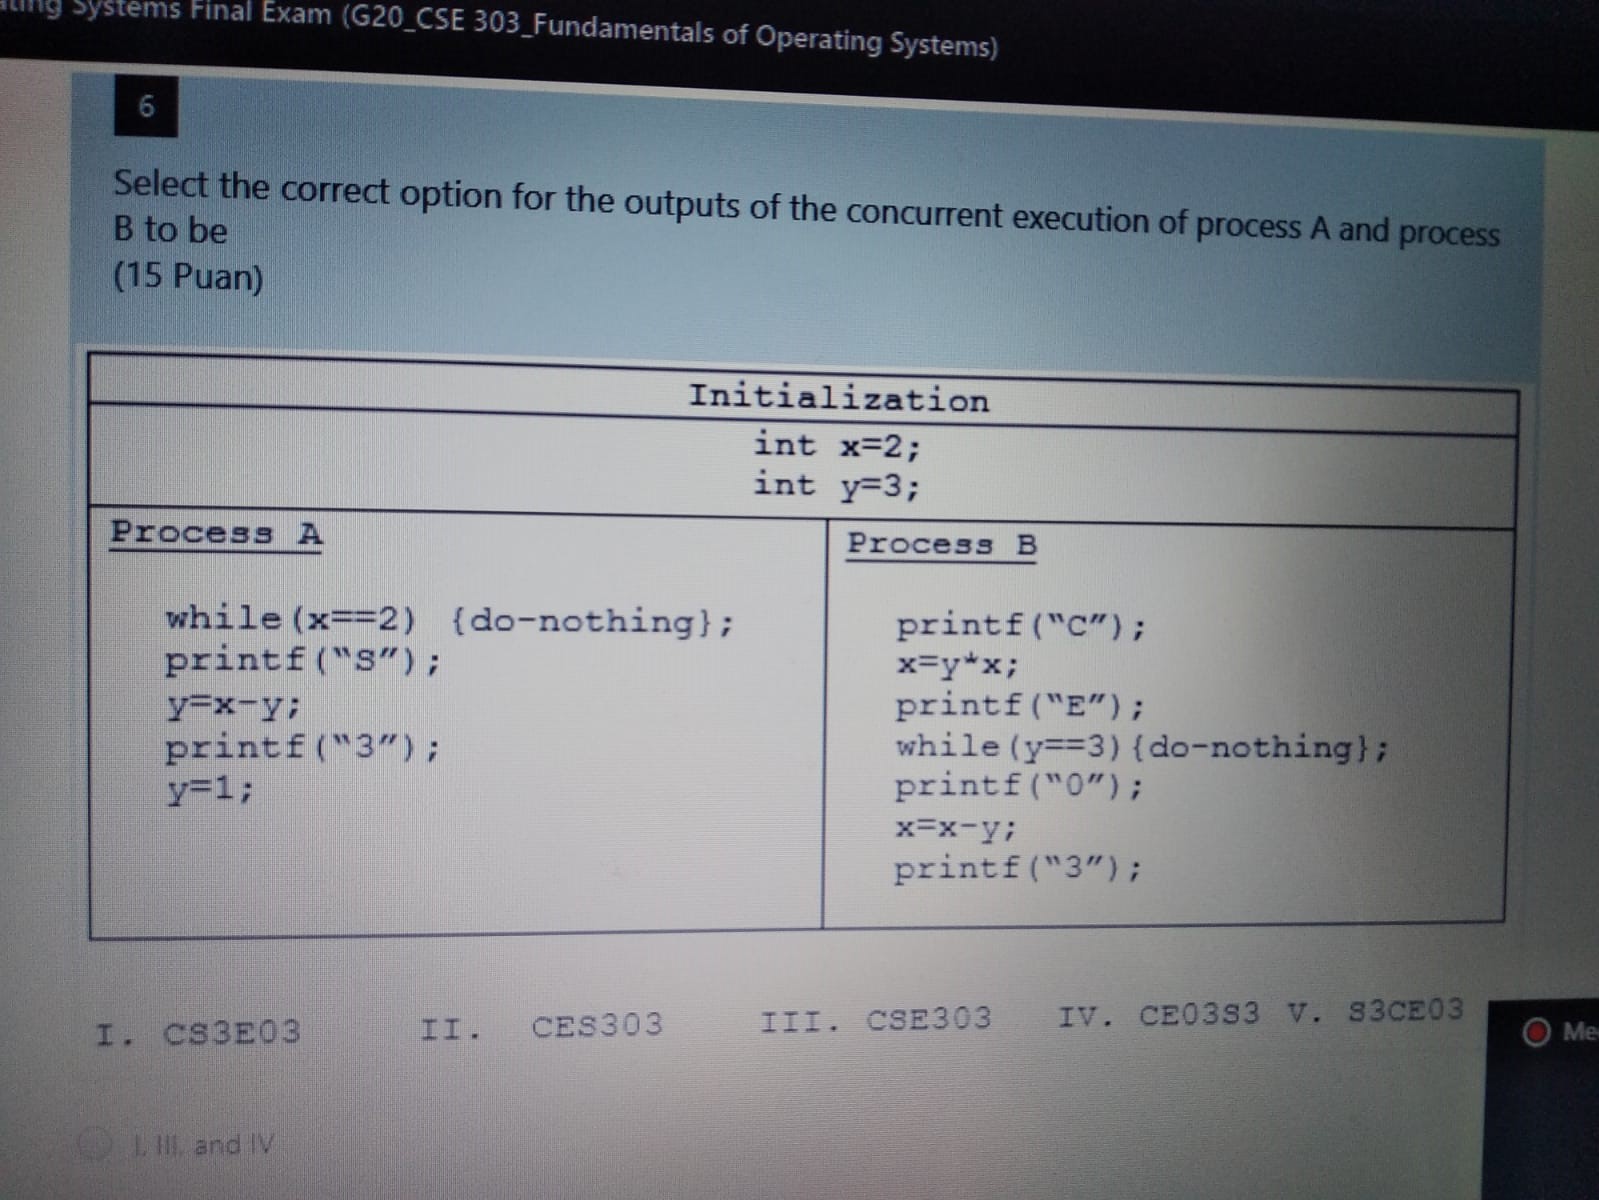 Systems Final Exam (G20_CSE 303_Fundamentals of Operating Systems)
6
Select the correct option for the outputs of the concurrent execution of process A and process
B to be
(15 Puan)
Initialization
int x=2;
int y=3;
Process A
while(x==2) {do-nothing};
printf("S");
y=x-y;
printf("3");
y=1;
Process B
printf("C");
x=y*x;
printf("E");
while(y==3){do-nothing};
printf("0");
x=x-y;
printf("3");
I. CS3E03 II. CES303 III. CSE303 IV. CE03S3 V. S3CE03
I, III, and IV